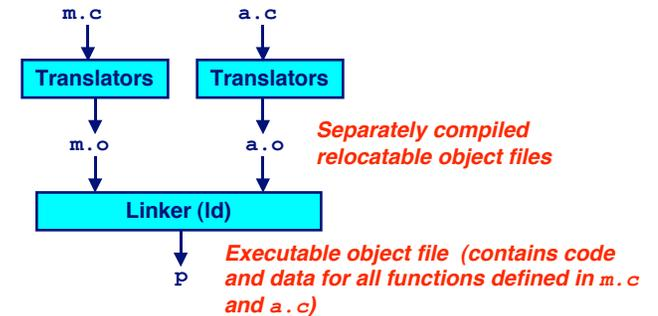 m.c a.c
Translators Translators
m.o a.o
Separately compiled
relocatable object files
Linker (ld)
p
Executable object file (contains code
and data for all functions defined in m.c
and a.c)